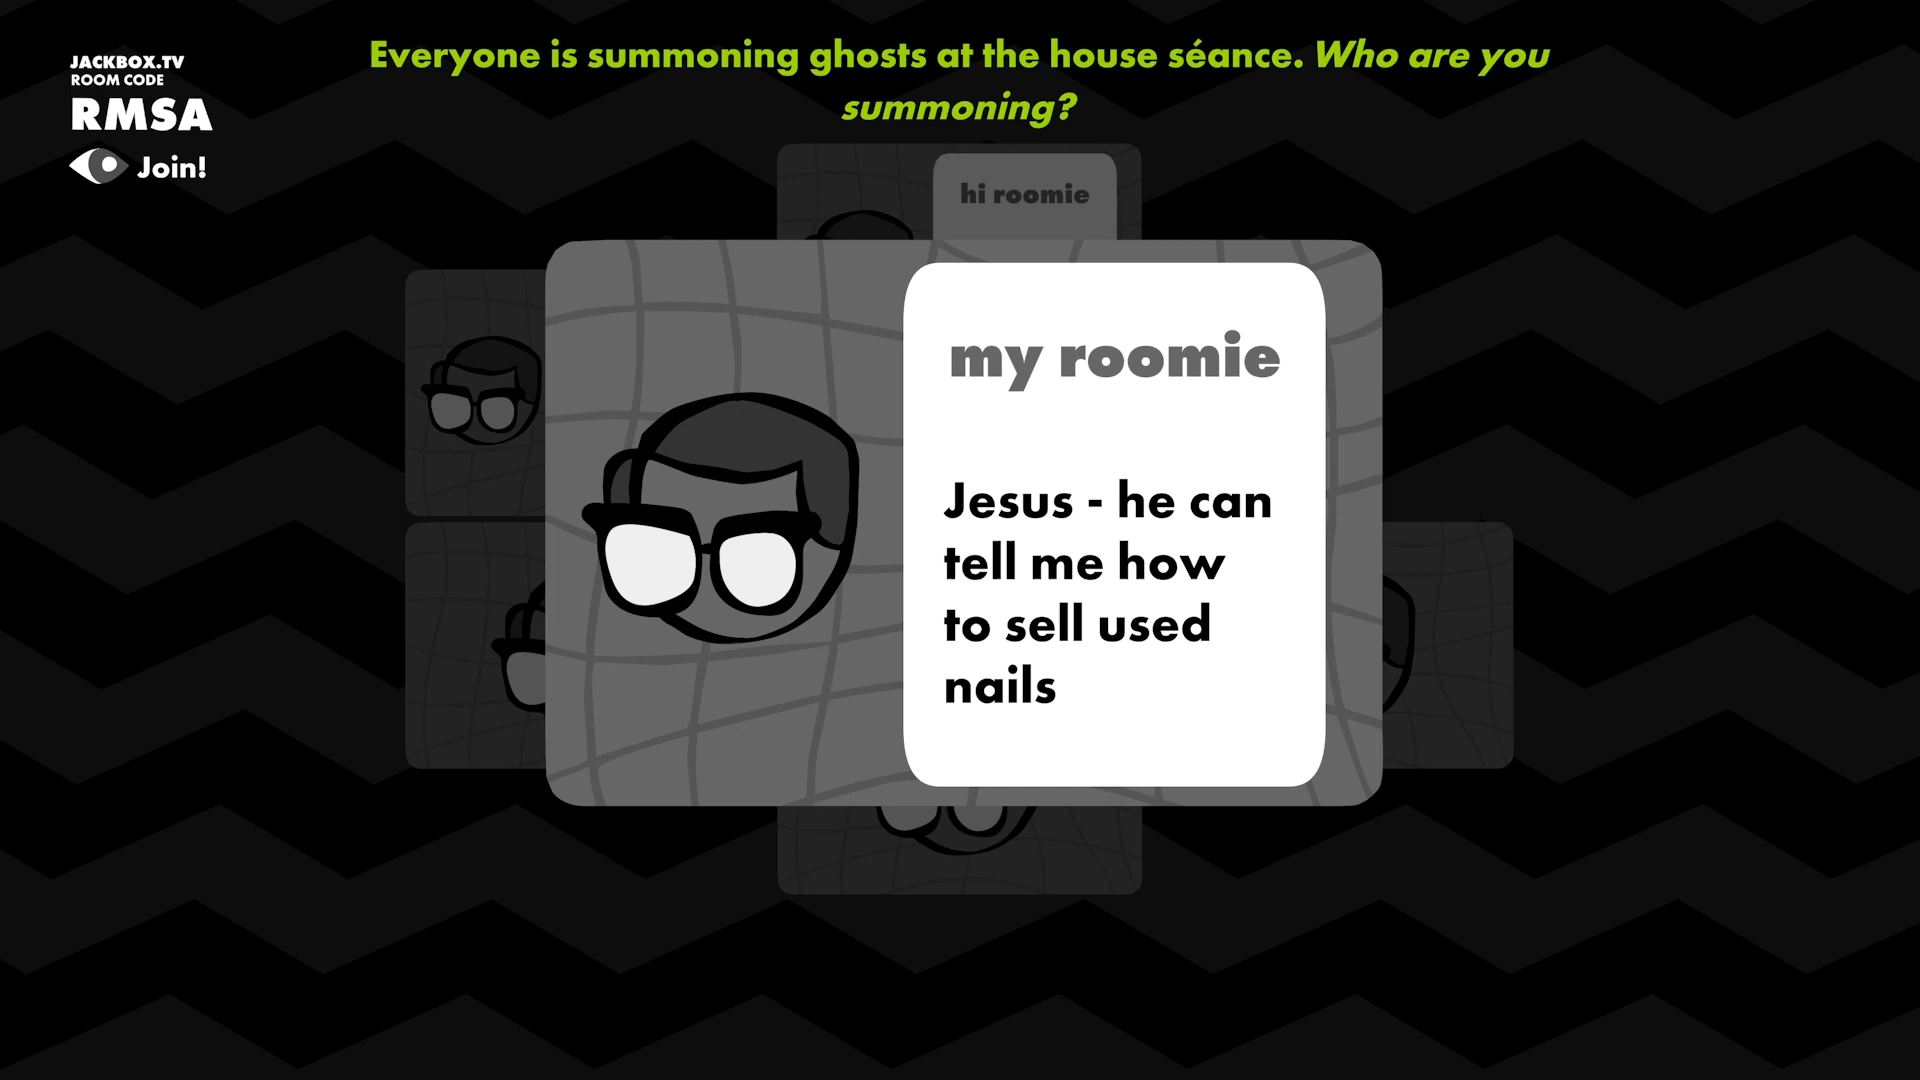 JACKBOX.TV
ROOM CODE
RMSA
Join!
Everyone is summoning ghosts at the house séance. Who are you
summoning?
hi roomie
my roomie
Jesus - he can
tell me how
to sell used
nails